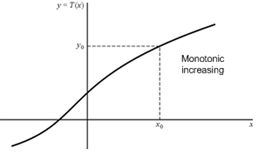 y = T(x)
y₀
Monotonic
increasing
x₀
x